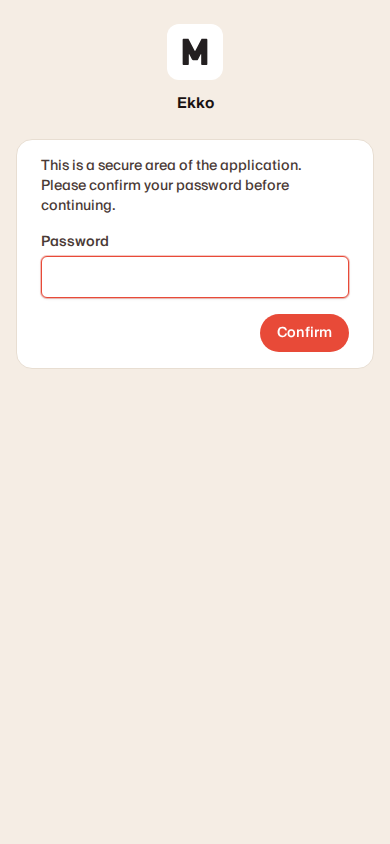 M
Ekko
This is a secure area of the application.
Please confirm your password before
continuing.
Password
Confirm